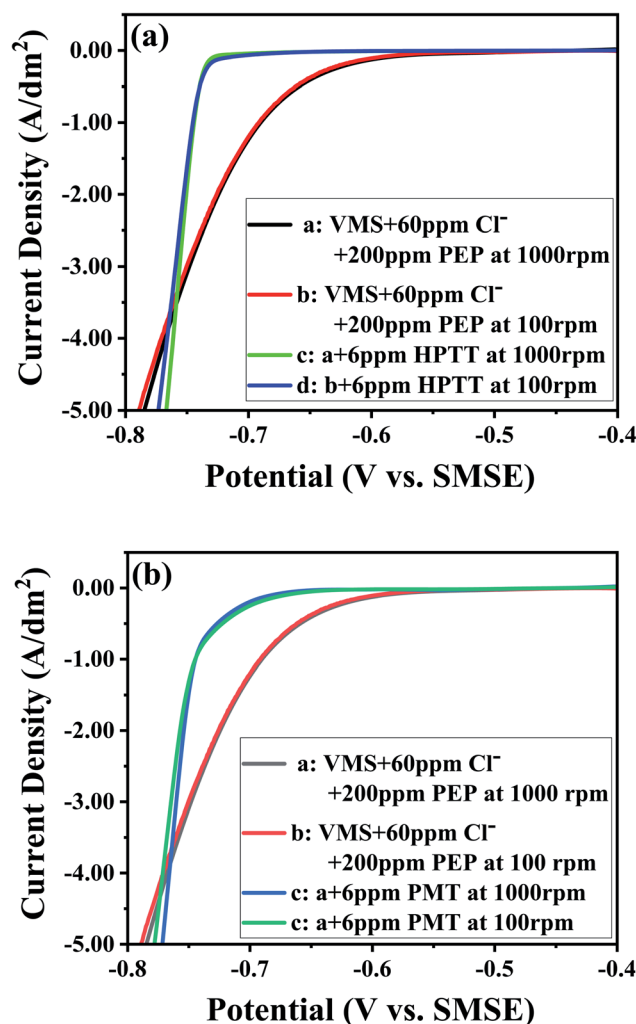 (a)
0.00
-1.00
-2.00
-3.00
-4.00
-5.00
Current Density (A/dm²)
a: VMS+60ppm Cl⁻
+200ppm PEP at 1000rpm
b: VMS+60ppm Cl⁻
+200ppm PEP at 100rpm
c: a+6ppm HPTT at 1000rpm
d: b+6ppm HPTT at 100rpm
-0.8 -0.7 -0.6 -0.5 -0.4
Potential (V vs. SMSE)
(b)
0.00
-1.00
-2.00
-3.00
-4.00
-5.00
Current Density (A/dm²)
a: VMS+60ppm Cl⁻
+200ppm PEP at 1000 rpm
b: VMS+60ppm Cl⁻
+200ppm PEP at 100 rpm
c: a+6ppm PMT at 1000rpm
c: a+6ppm PMT at 100rpm
-0.8 -0.7 -0.6 -0.5 -0.4
Potential (V vs. SMSE)